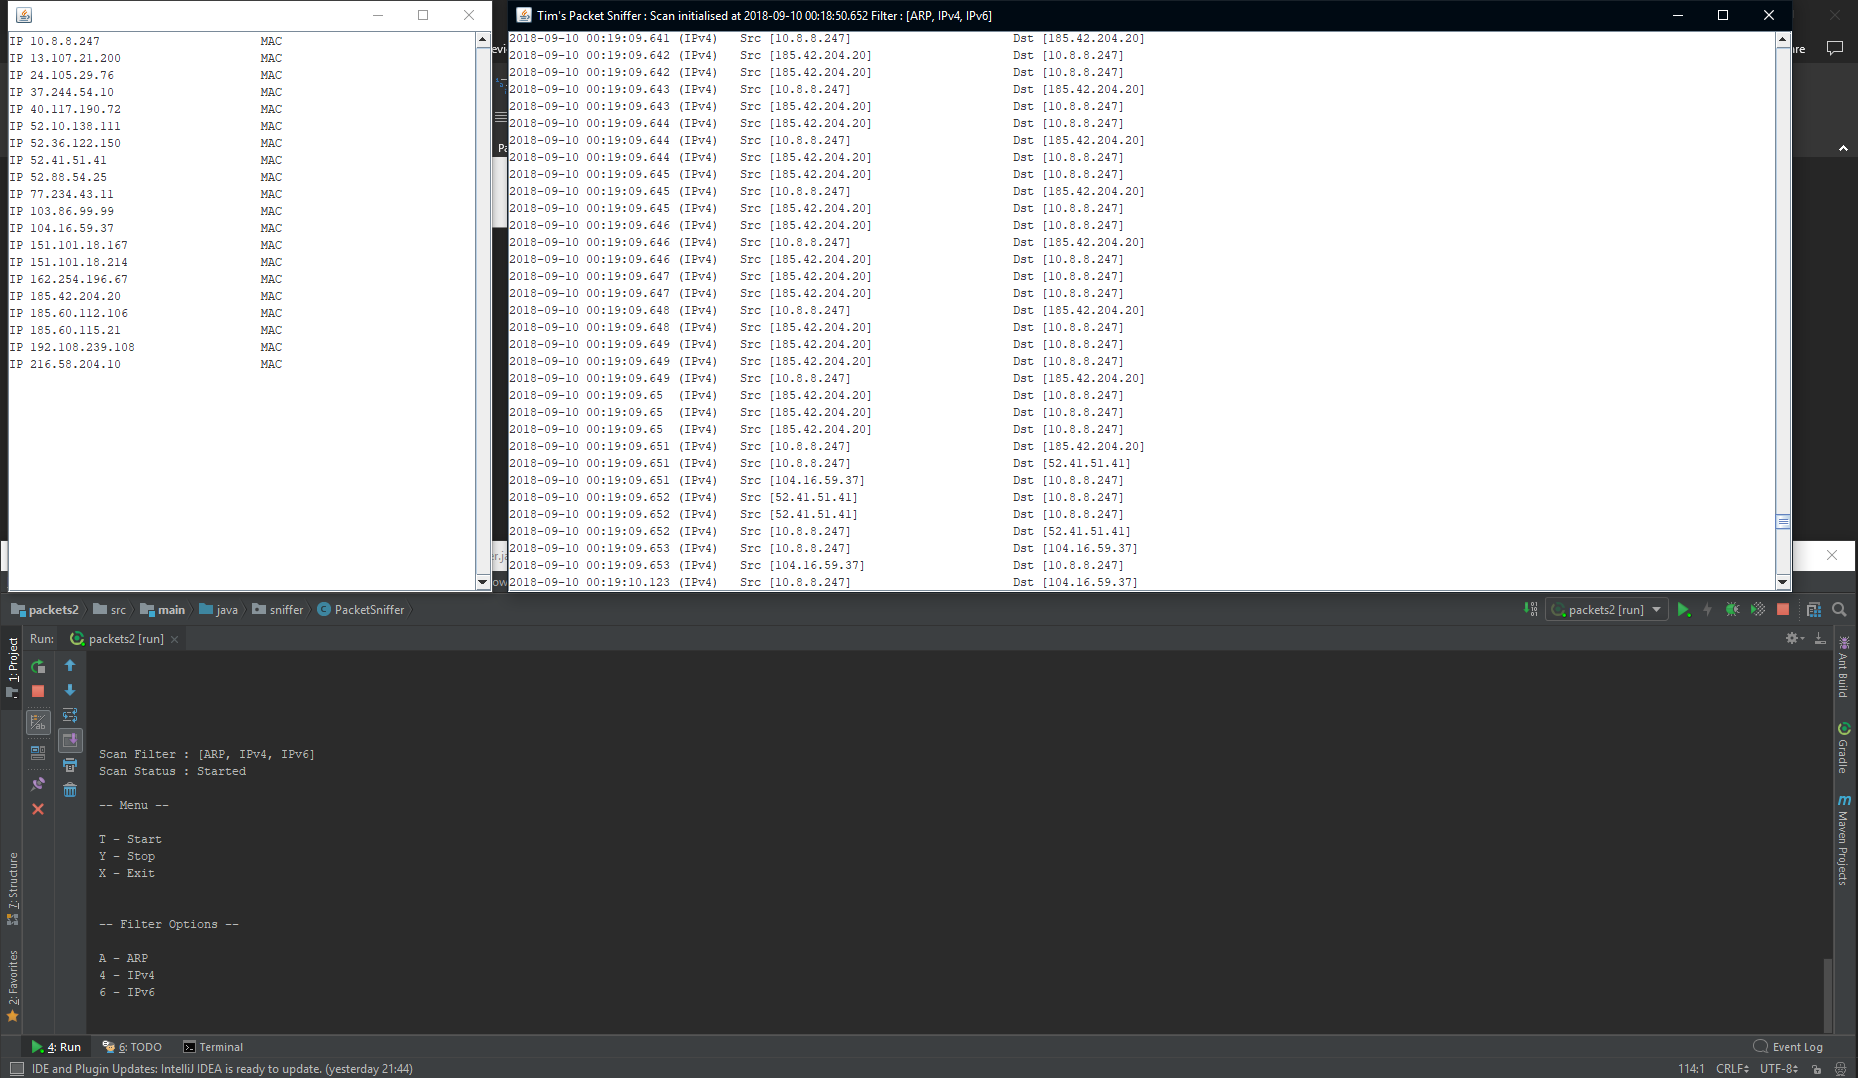 IP 10.8.8.247 MAC
IP 13.107.21.200 MAC
IP 24.105.29.76 MAC
IP 37.244.54.10 MAC
IP 40.117.190.72 MAC
IP 52.10.138.111 MAC
IP 52.36.122.150 MAC
IP 52.41.51.41 MAC
IP 52.88.54.25 MAC
IP 77.234.43.11 MAC
IP 103.86.99.99 MAC
IP 104.16.59.37 MAC
IP 151.101.18.167 MAC
IP 151.101.18.214 MAC
IP 162.254.196.67 MAC
IP 185.42.204.20 MAC
IP 185.60.112.106 MAC
IP 185.60.115.21 MAC
IP 192.108.239.108 MAC
IP 216.58.204.10 MAC
Tim's Packet Sniffer : Scan initialised at 2018-09-10 00:18:50.652 Filter : [ARP, IPv4, IPv6]
2018-09-10 00:19:09.641 (IPv4) Src [10.8.8.247] Dst [185.42.204.20]
2018-09-10 00:19:09.642 (IPv4) Src [185.42.204.20] Dst [10.8.8.247]
2018-09-10 00:19:09.642 (IPv4) Src [185.42.204.20] Dst [10.8.8.247]
2018-09-10 00:19:09.643 (IPv4) Src [10.8.8.247] Dst [185.42.204.20]
2018-09-10 00:19:09.643 (IPv4) Src [185.42.204.20] Dst [10.8.8.247]
2018-09-10 00:19:09.644 (IPv4) Src [185.42.204.20] Dst [10.8.8.247]
2018-09-10 00:19:09.644 (IPv4) Src [10.8.8.247] Dst [185.42.204.20]
2018-09-10 00:19:09.644 (IPv4) Src [185.42.204.20] Dst [10.8.8.247]
2018-09-10 00:19:09.645 (IPv4) Src [185.42.204.20] Dst [10.8.8.247]
2018-09-10 00:19:09.645 (IPv4) Src [10.8.8.247] Dst [185.42.204.20]
2018-09-10 00:19:09.645 (IPv4) Src [185.42.204.20] Dst [10.8.8.247]
2018-09-10 00:19:09.646 (IPv4) Src [185.42.204.20] Dst [10.8.8.247]
2018-09-10 00:19:09.646 (IPv4) Src [10.8.8.247] Dst [185.42.204.20]
2018-09-10 00:19:09.646 (IPv4) Src [185.42.204.20] Dst [10.8.8.247]
2018-09-10 00:19:09.647 (IPv4) Src [185.42.204.20] Dst [10.8.8.247]
2018-09-10 00:19:09.647 (IPv4) Src [185.42.204.20] Dst [10.8.8.247]
2018-09-10 00:19:09.648 (IPv4) Src [10.8.8.247] Dst [185.42.204.20]
2018-09-10 00:19:09.648 (IPv4) Src [185.42.204.20] Dst [10.8.8.247]
2018-09-10 00:19:09.649 (IPv4) Src [185.42.204.20] Dst [10.8.8.247]
2018-09-10 00:19:09.649 (IPv4) Src [185.42.204.20] Dst [10.8.8.247]
2018-09-10 00:19:09.649 (IPv4) Src [10.8.8.247] Dst [185.42.204.20]
2018-09-10 00:19:09.65 (IPv4) Src [185.42.204.20] Dst [10.8.8.247]
2018-09-10 00:19:09.65 (IPv4) Src [185.42.204.20] Dst [10.8.8.247]
2018-09-10 00:19:09.65 (IPv4) Src [185.42.204.20] Dst [10.8.8.247]
2018-09-10 00:19:09.651 (IPv4) Src [10.8.8.247] Dst [185.42.204.20]
2018-09-10 00:19:09.651 (IPv4) Src [10.8.8.247] Dst [52.41.51.41]
2018-09-10 00:19:09.651 (IPv4) Src [104.16.59.37] Dst [10.8.8.247]
2018-09-10 00:19:09.652 (IPv4) Src [52.41.51.41] Dst [10.8.8.247]
2018-09-10 00:19:09.652 (IPv4) Src [52.41.51.41] Dst [10.8.8.247]
2018-09-10 00:19:09.652 (IPv4) Src [10.8.8.247] Dst [52.41.51.41]
2018-09-10 00:19:09.653 (IPv4) Src [10.8.8.247] Dst [104.16.59.37]
2018-09-10 00:19:09.653 (IPv4) Src [104.16.59.37] Dst [10.8.8.247]
2018-09-10 00:19:10.123 (IPv4) Src [10.8.8.247] Dst [104.16.59.37]
packets2 src main java sniffer PacketSniffer packets2 [run]
Run: packets2 [run]
1: Project
7: Structure
2: Favorites
Scan Filter : [ARP, IPv4, IPv6]
Scan Status : Started
-- Menu --
T - Start
Y - Stop
X - Exit
-- Filter Options --
A - ARP
4 - IPv4
6 - IPv6
Ant Build
Gradle
Maven Projects
4: Run 6: TODO Terminal Event Log
IDE and Plugin Updates: IntelliJ IDEA is ready to update. (yesterday 21:44) 114:1 CRLF UTF-8